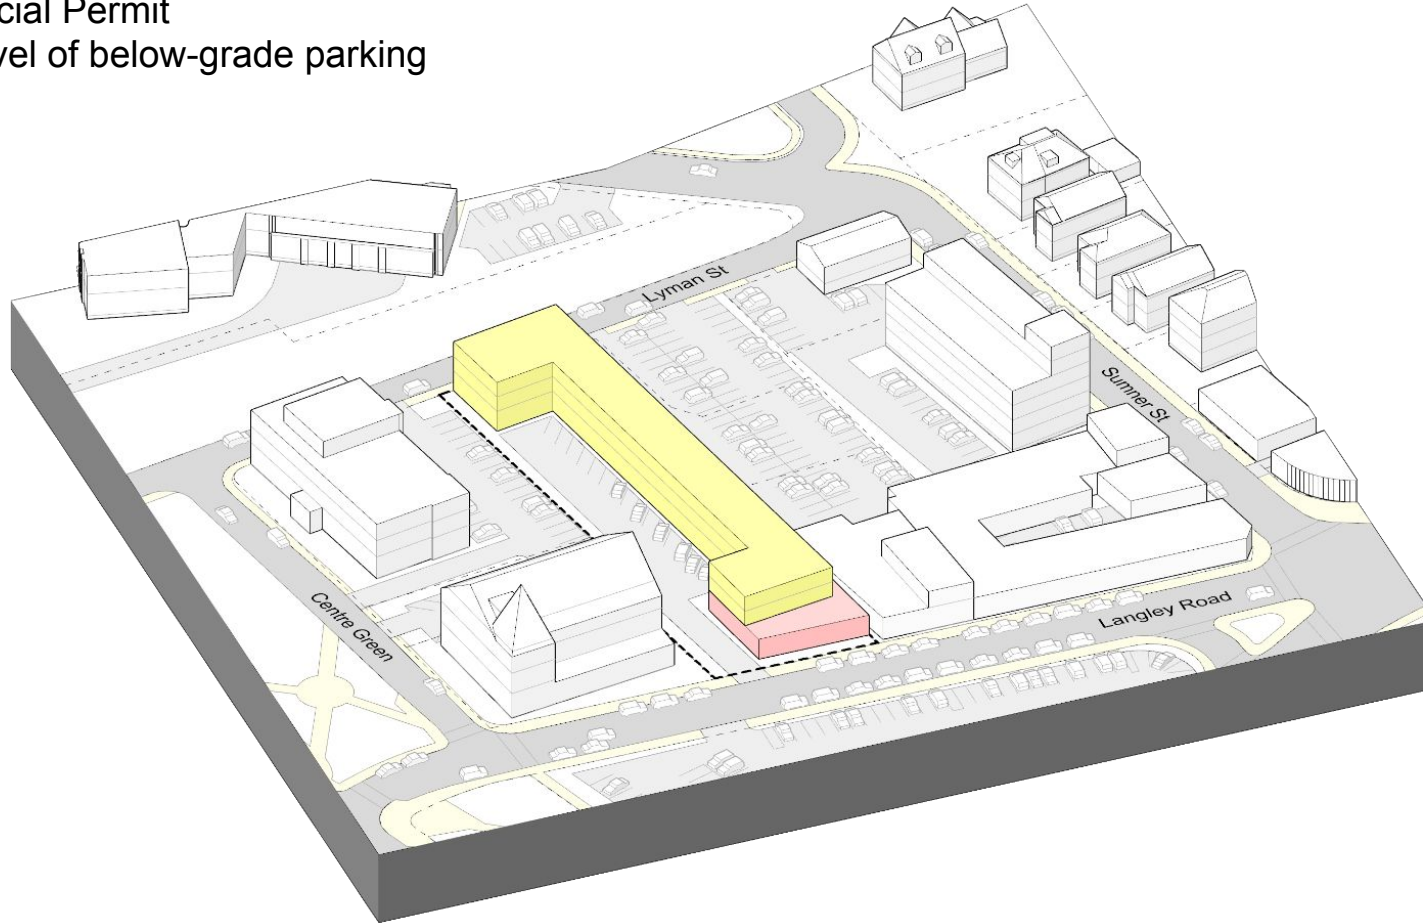 cial Permit
vel of below-grade parking
Lyman St
Sumner St
Centre Green
Langley Road